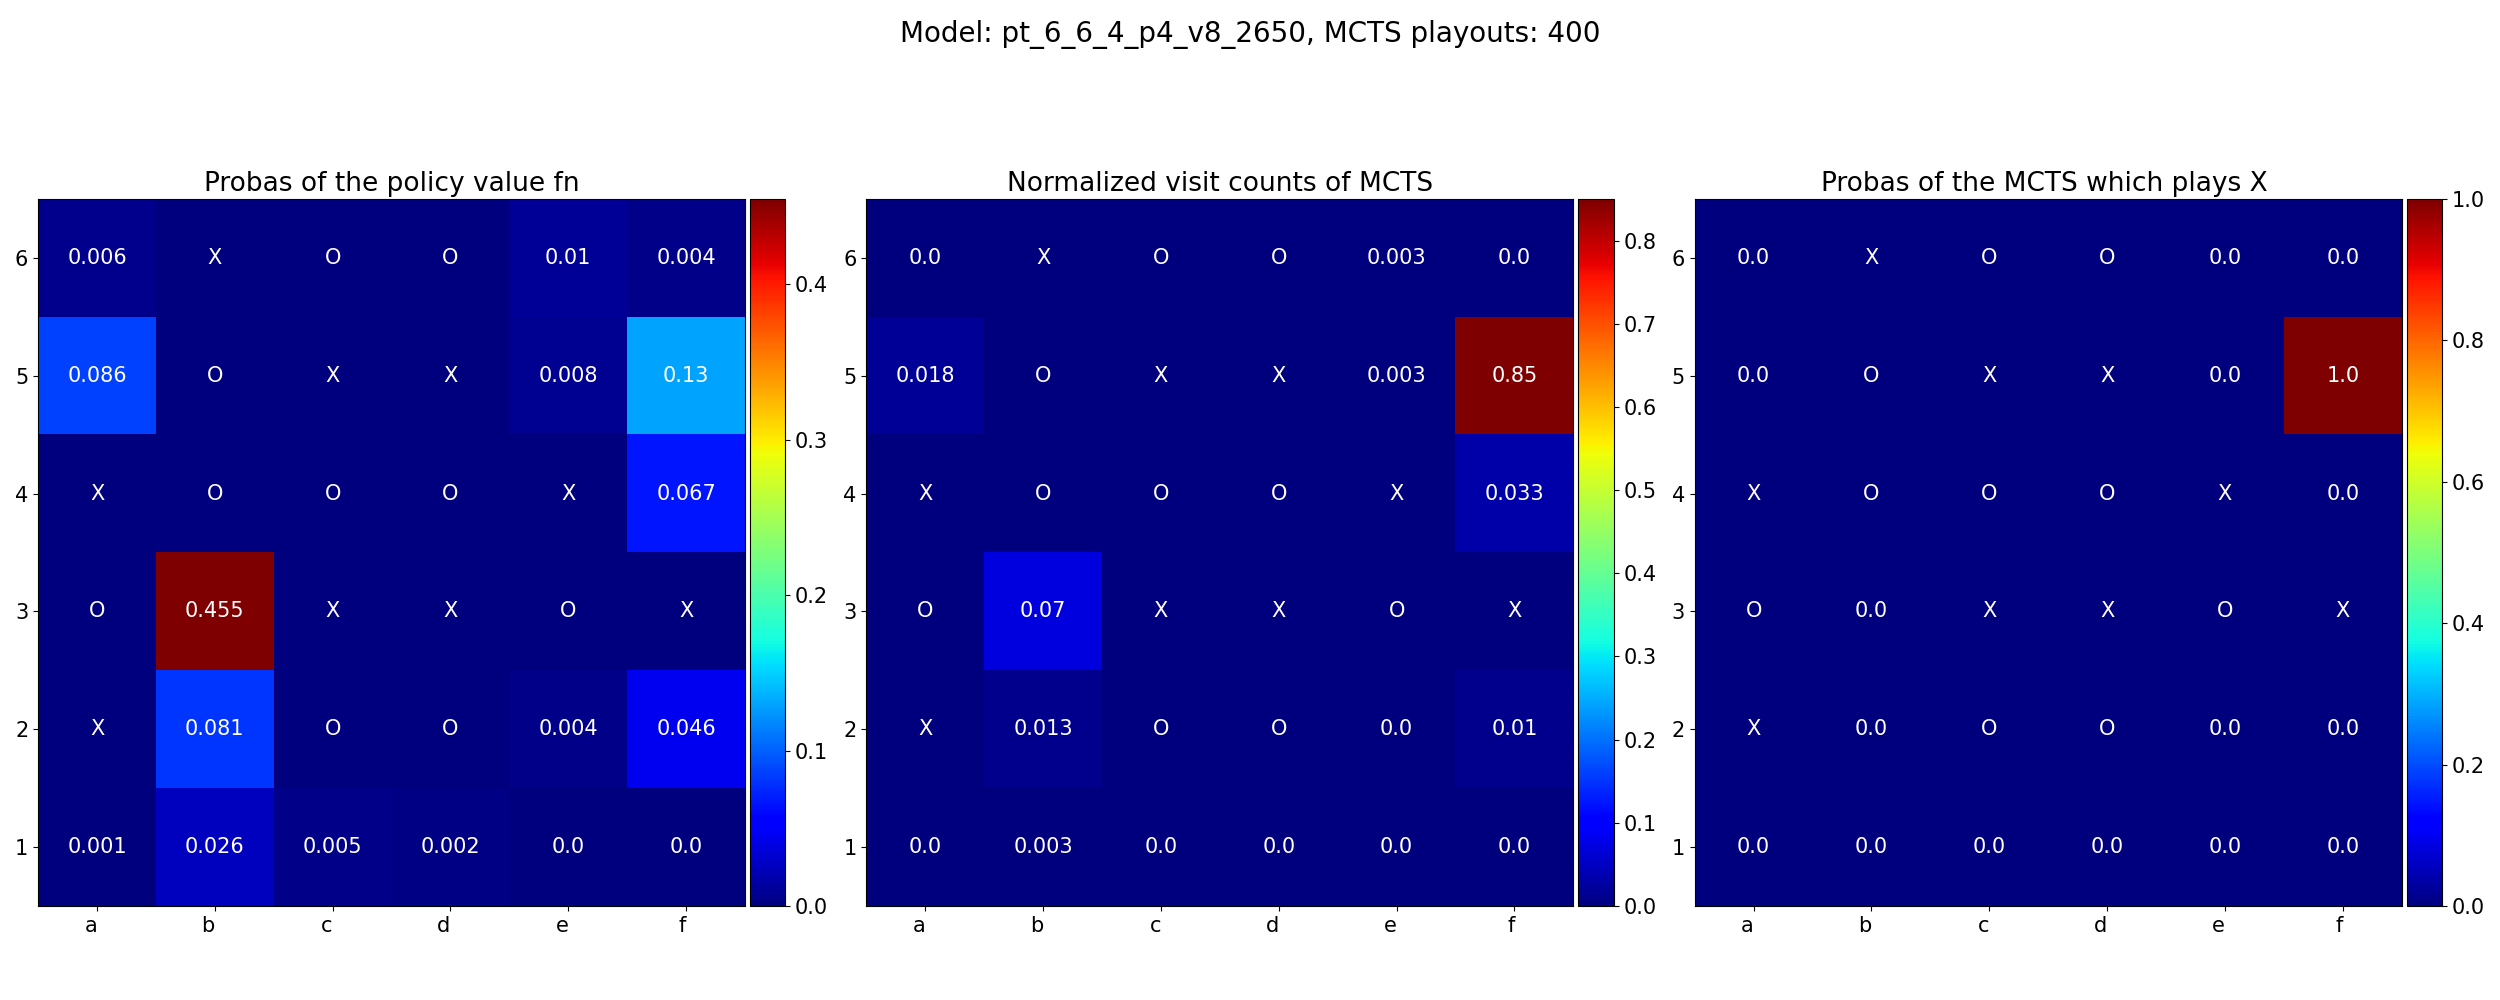 Model: pt_6_6_4_p4_v8_2650, MCTS playouts: 400
Probas of the policy value fn
6 0.006 X O O 0.01 0.004
5 0.086 O X X 0.008 0.13
4 X O O O X 0.067
3 O 0.455 X X O X
2 X 0.081 O O 0.004 0.046
1 0.001 0.026 0.005 0.002 0.0 0.0
a b c d e f
0.4
0.3
0.2
0.1
0.0
Normalized visit counts of MCTS
6 0.0 X O O 0.003 0.0
5 0.018 O X X 0.003 0.85
4 X O O O X 0.033
3 O 0.07 X X O X
2 X 0.013 O O 0.0 0.01
1 0.0 0.003 0.0 0.0 0.0 0.0
a b c d e f
0.8
0.7
0.6
0.5
0.4
0.3
0.2
0.1
0.0
Probas of the MCTS which plays X
6 0.0 X O O 0.0 0.0
5 0.0 O X X 0.0 1.0
4 X O O O X 0.0
3 O 0.0 X X O X
2 X 0.0 O O 0.0 0.0
1 0.0 0.0 0.0 0.0 0.0 0.0
a b c d e f
1.0
0.8
0.6
0.4
0.2
0.0